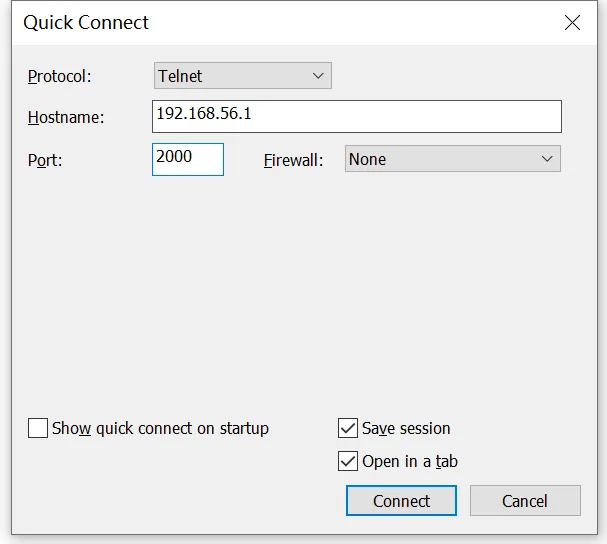 Quick Connect
Protocol: Telnet
Hostname: 192.168.56.1
Port: 2000 Firewall: None
Show quick connect on startup Save session
Open in a tab
Connect Cancel